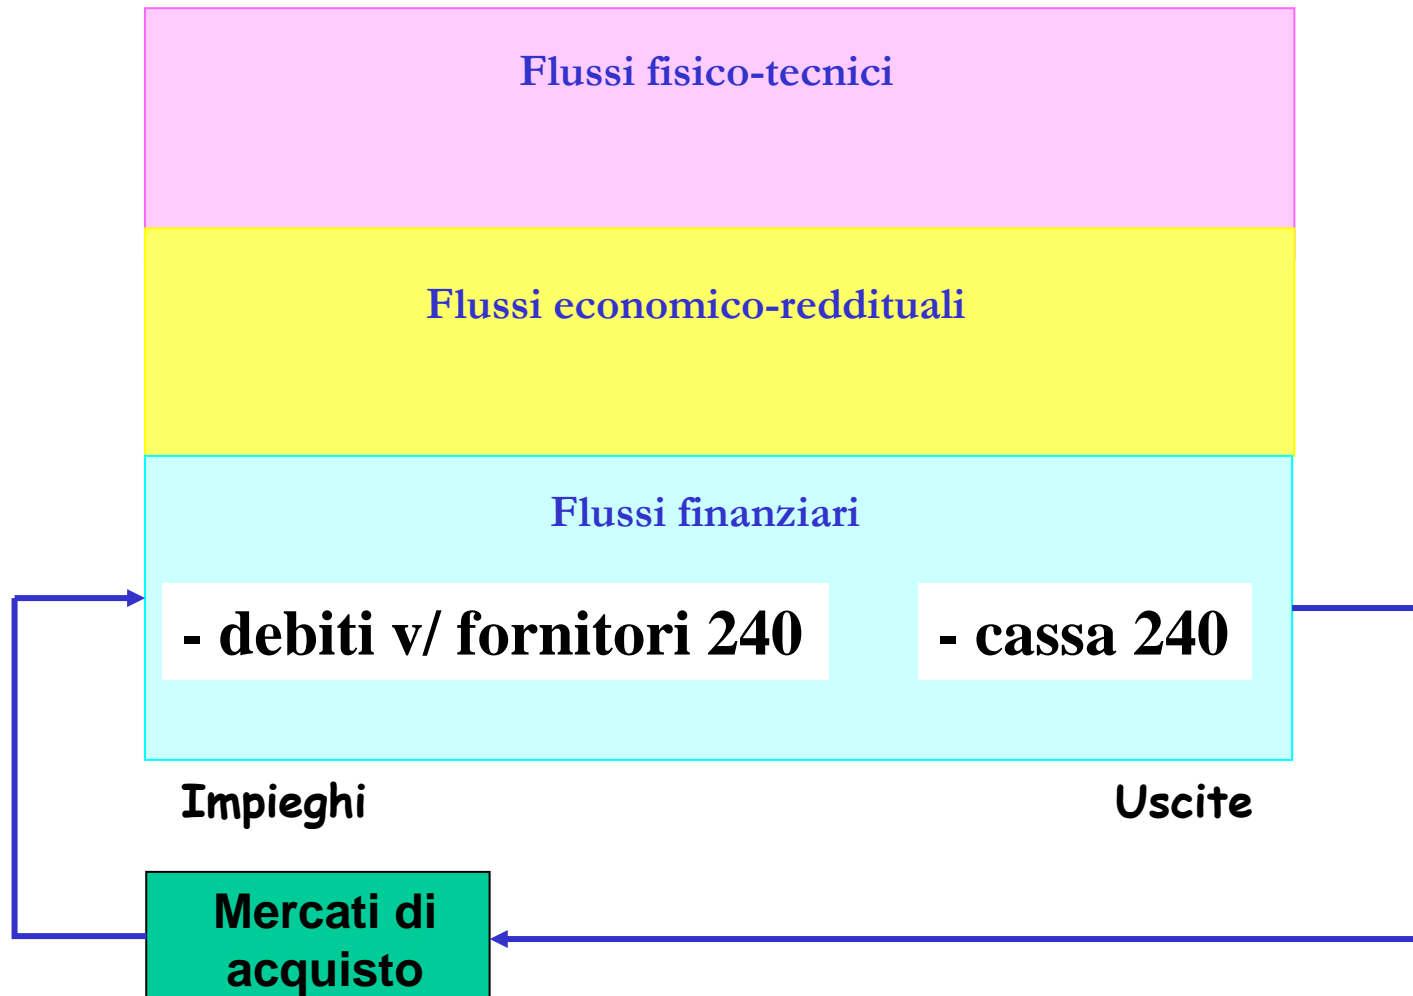 Flussi fisico-tecnici
Flussi economico-reddituali
Flussi finanziari
- debiti v/ fornitori 240
- cassa 240
Impieghi
Uscite
Mercati di
acquisto